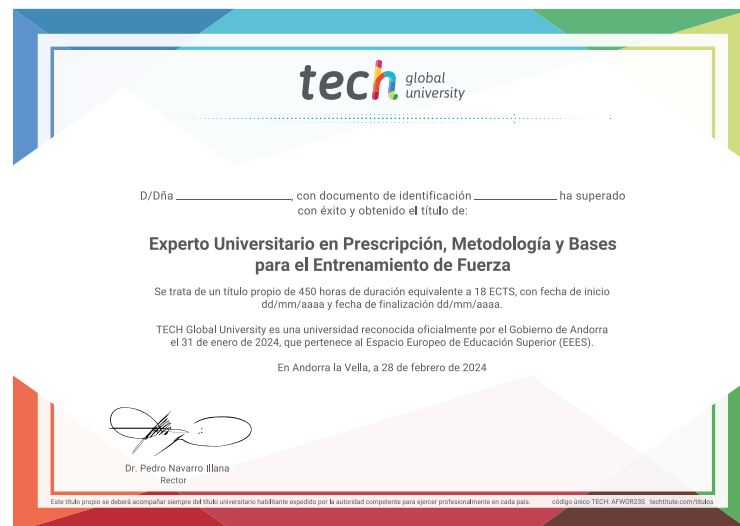 tech global university
D/Dña ____________________, con documento de identificación ______________ ha superado
con éxito y obtenido el título de:
Experto Universitario en Prescripción, Metodología y Bases
para el Entrenamiento de Fuerza
Se trata de un título propio de 450 horas de duración equivalente a 18 ECTS, con fecha de inicio
dd/mm/aaaa y fecha de finalización dd/mm/aaaa.
TECH Global University es una universidad reconocida oficialmente por el Gobierno de Andorra
el 31 de enero de 2024, que pertenece al Espacio Europeo de Educación Superior (EEES).
En Andorra la Vella, a 28 de febrero de 2024
Dr. Pedro Navarro Illana
Rector
Este título propio se deberá acompañar siempre del título universitario habilitante expedido por la autoridad competente para ejercer profesionalmente en cada país. código único TECH: AFWOR23S techtitute.com/titulos